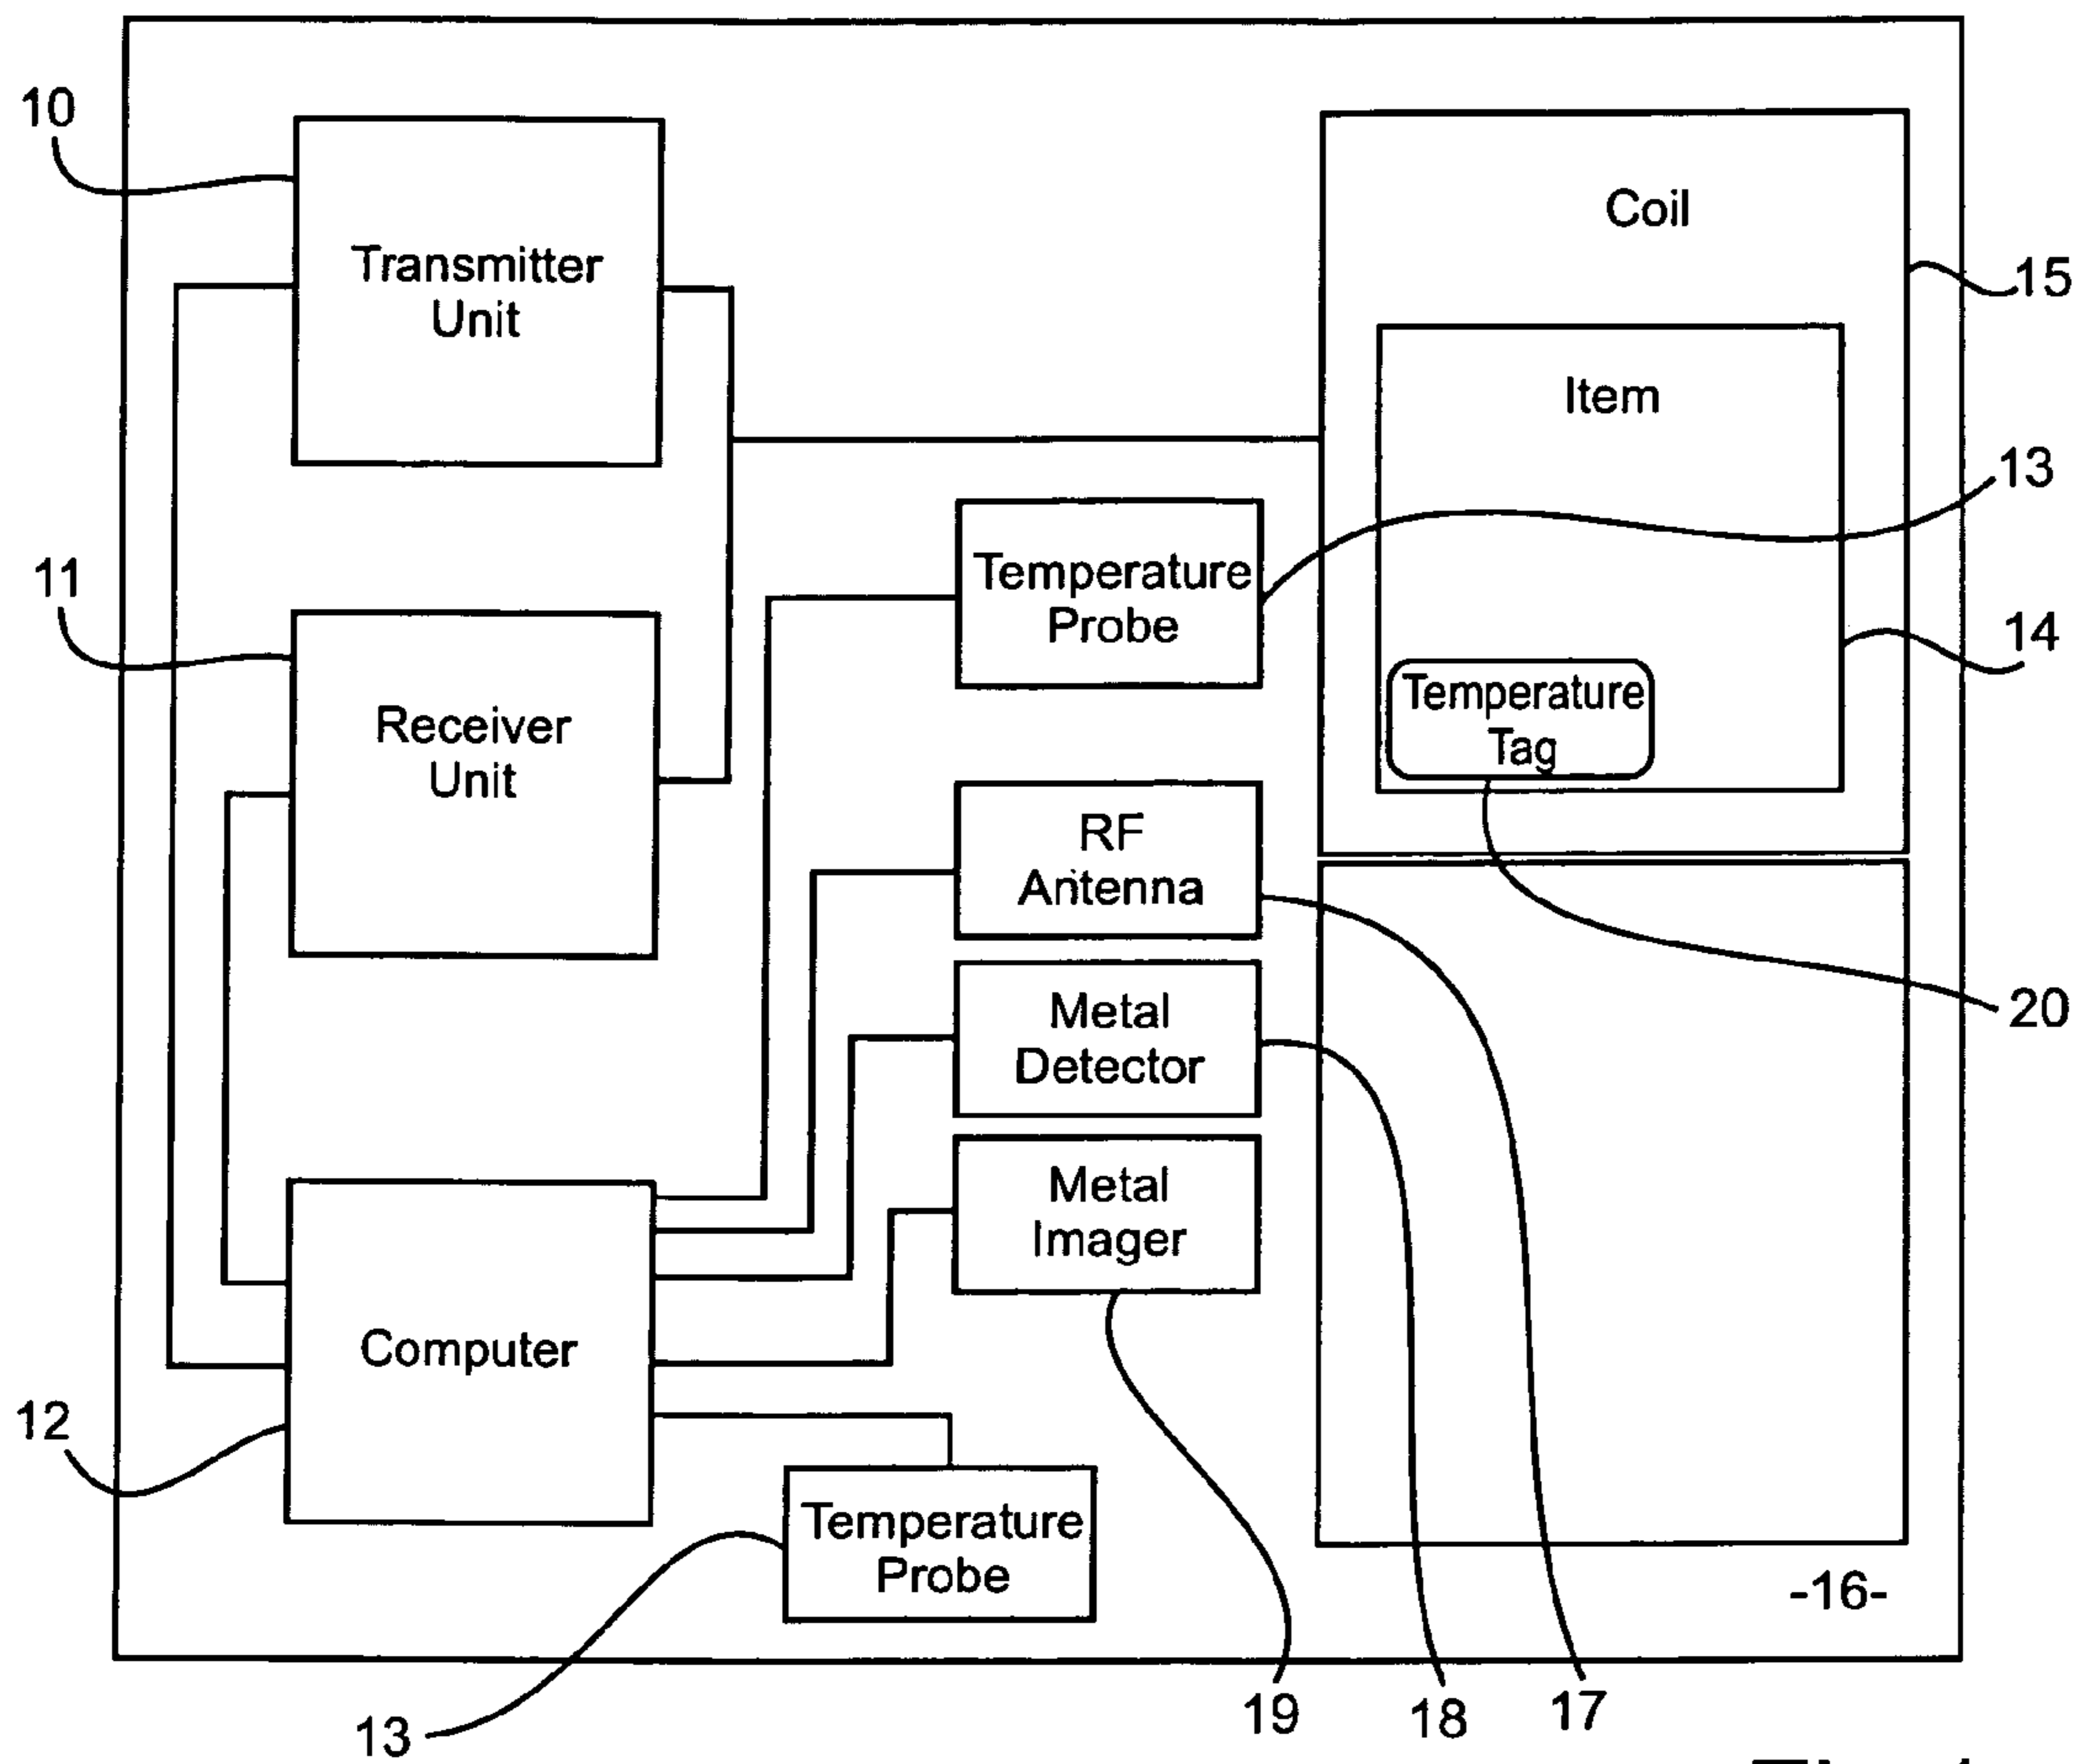 10
Transmitter
Unit
Coil
15
Item
13
11
Temperature
Probe
14
Receiver
Unit
Temperature
Tag
RF
Antenna
20
Metal
Detector
Metal
Imager
Computer
12
Temperature
Probe
-16-
13
19
18
17